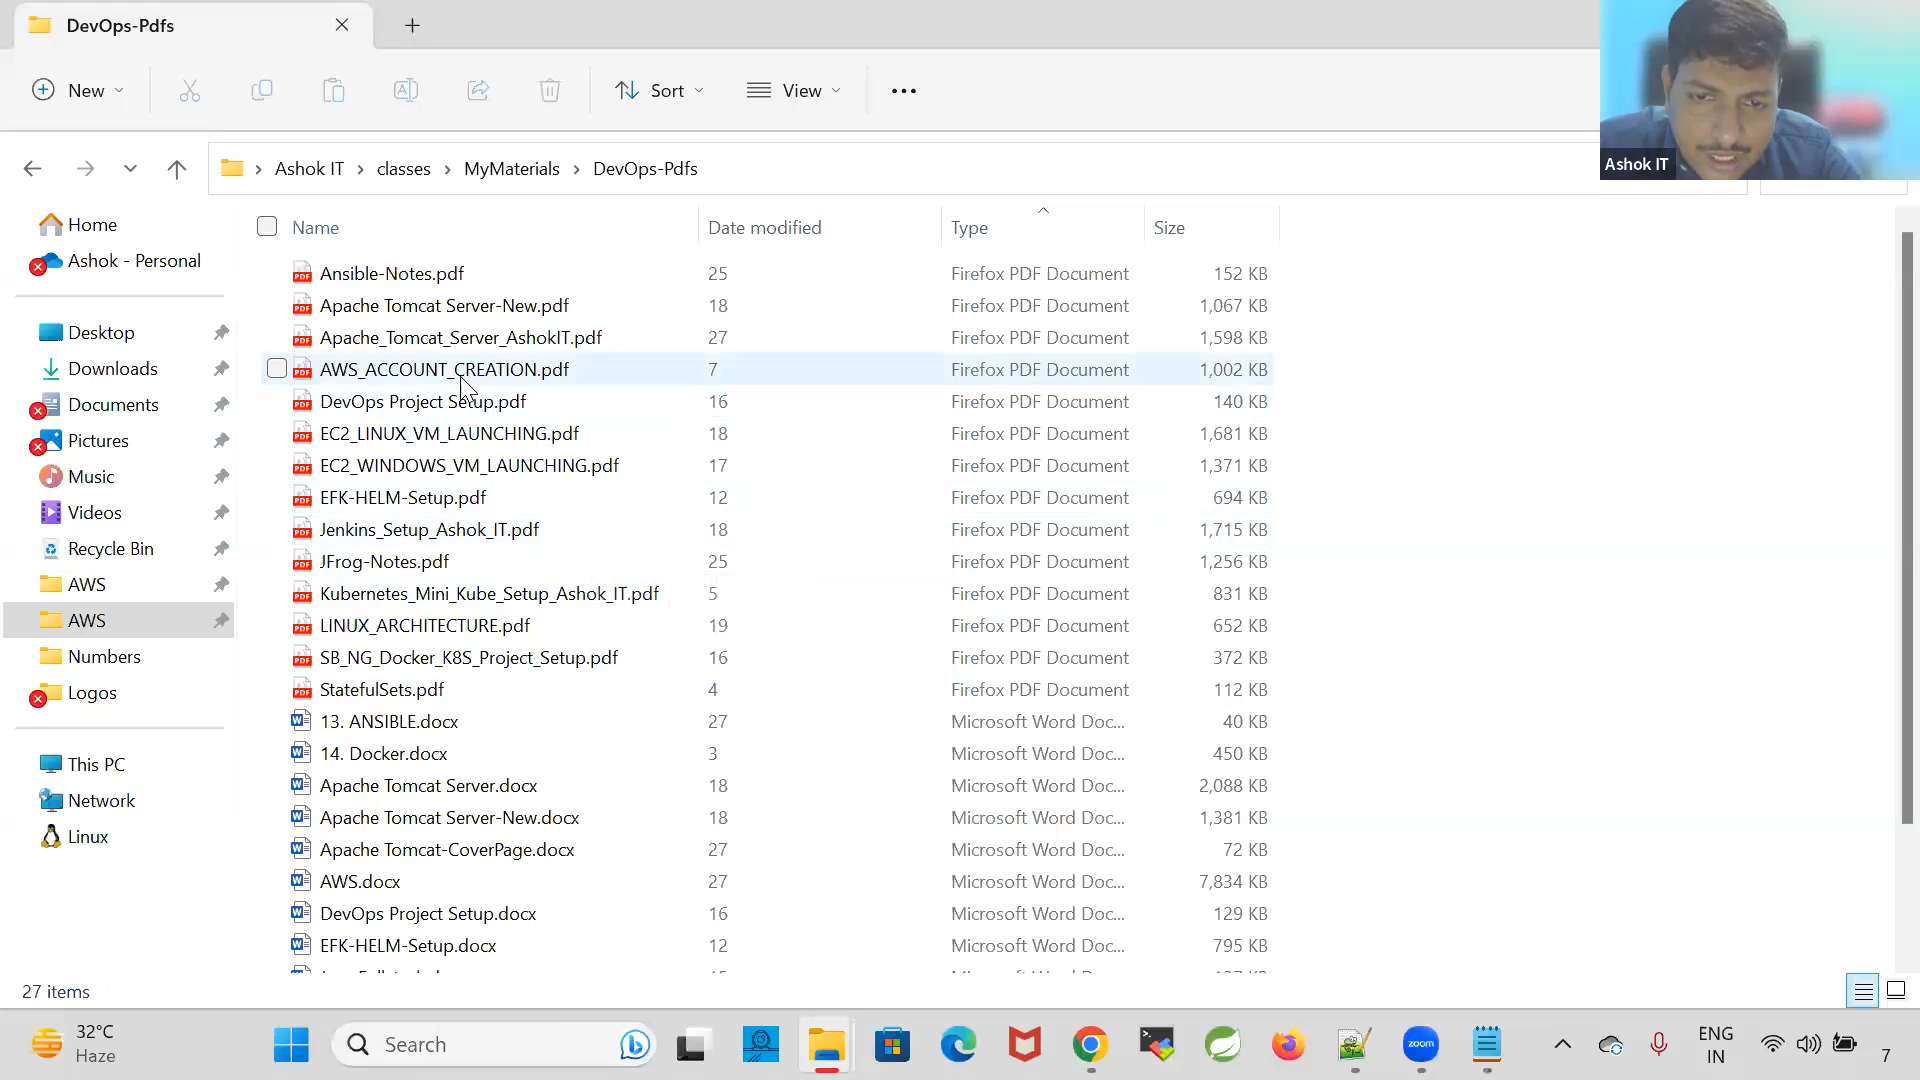 DevOps-Pdfs
New
Sort
View
Ashok IT
Ashok IT > classes > MyMaterials > DevOps-Pdfs
Name Date modified Type Size
Home
Ashok - Personal
Desktop
Downloads
Documents
Pictures
Music
Videos
Recycle Bin
AWS
AWS
Numbers
Logos
This PC
Network
Linux
Ansible-Notes.pdf 25 Firefox PDF Document 152 KB
Apache Tomcat Server-New.pdf 18 Firefox PDF Document 1,067 KB
Apache_Tomcat_Server_AshokIT.pdf 27 Firefox PDF Document 1,598 KB
AWS_ACCOUNT_CREATION.pdf 7 Firefox PDF Document 1,002 KB
DevOps Project Setup.pdf 16 Firefox PDF Document 140 KB
EC2_LINUX_VM_LAUNCHING.pdf 18 Firefox PDF Document 1,681 KB
EC2_WINDOWS_VM_LAUNCHING.pdf 17 Firefox PDF Document 1,371 KB
EFK-HELM-Setup.pdf 12 Firefox PDF Document 694 KB
Jenkins_Setup_Ashok_IT.pdf 18 Firefox PDF Document 1,715 KB
JFrog-Notes.pdf 25 Firefox PDF Document 1,256 KB
Kubernetes_Mini_Kube_Setup_Ashok_IT.pdf 5 Firefox PDF Document 831 KB
LINUX_ARCHITECTURE.pdf 19 Firefox PDF Document 652 KB
SB_NG_Docker_K8S_Project_Setup.pdf 16 Firefox PDF Document 372 KB
StatefulSets.pdf 4 Firefox PDF Document 112 KB
13. ANSIBLE.docx 27 Microsoft Word Doc... 40 KB
14. Docker.docx 3 Microsoft Word Doc... 450 KB
Apache Tomcat Server.docx 18 Microsoft Word Doc... 2,088 KB
Apache Tomcat Server-New.docx 18 Microsoft Word Doc... 1,381 KB
Apache Tomcat-CoverPage.docx 27 Microsoft Word Doc... 72 KB
AWS.docx 27 Microsoft Word Doc... 7,834 KB
DevOps Project Setup.docx 16 Microsoft Word Doc... 129 KB
EFK-HELM-Setup.docx 12 Microsoft Word Doc... 795 KB
27 items
32°C
Haze
Search
zoom
ENG
IN
7